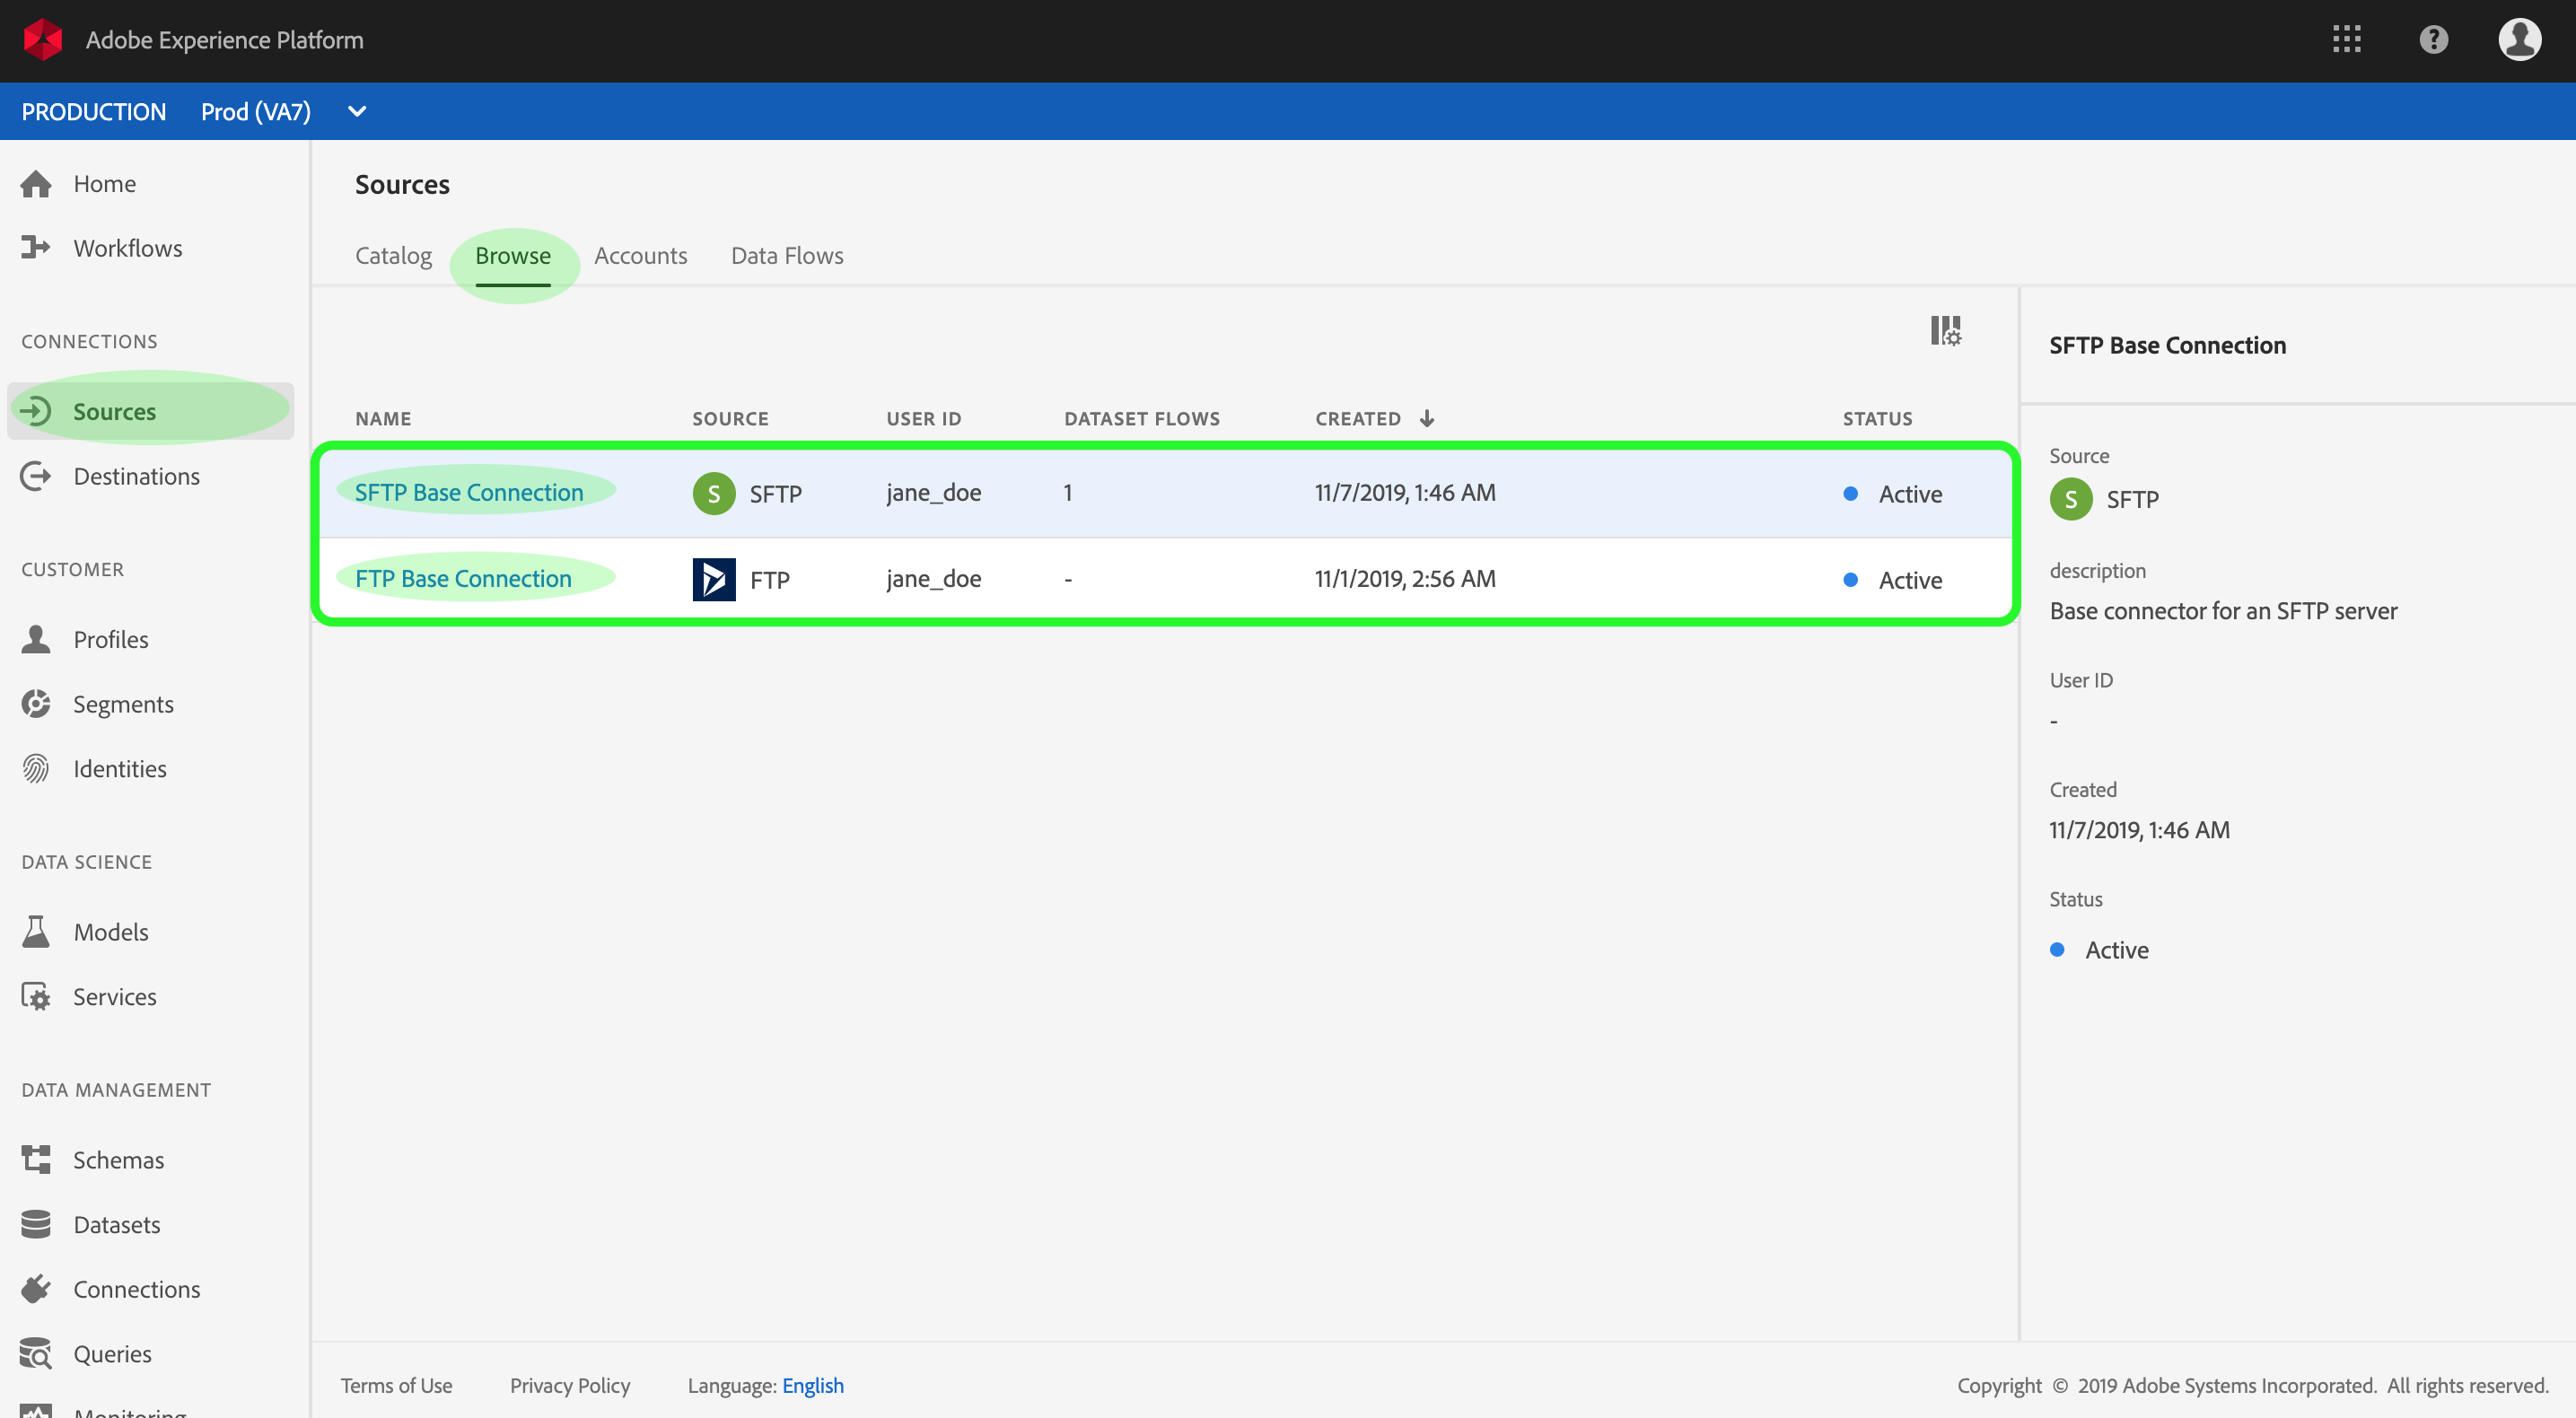 Adobe Experience Platform
?
PRODUCTION Prod (VA7)
Home
Workflows
CONNECTIONS
Sources
Destinations
CUSTOMER
Profiles
Segments
Identities
DATA SCIENCE
Models
Services
DATA MANAGEMENT
Schemas
Datasets
Connections
Queries
Monitoring
Sources
Catalog Browse Accounts Data Flows
NAME SOURCE USER ID DATASET FLOWS CREATED STATUS
SFTP Base Connection S SFTP jane_doe 1 11/7/2019, 1:46 AM Active
FTP Base Connection FTP jane_doe - 11/1/2019, 2:56 AM Active
SFTP Base Connection
Source
S SFTP
description
Base connector for an SFTP server
User ID
-
Created
11/7/2019, 1:46 AM
Status
Active
Terms of Use Privacy Policy Language: English Copyright © 2019 Adobe Systems Incorporated. All rights reserved.